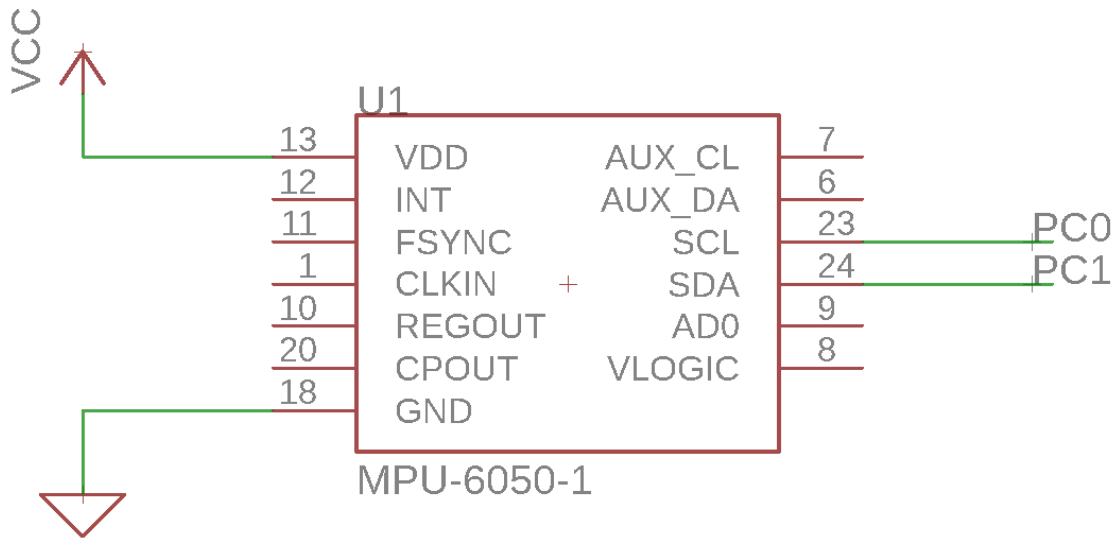 VCC
U1
13 VDD AUX_CL 7
12 INT AUX_DA 6
11 FSYNC SCL 23 PC0
1 CLKIN SDA 24 PC1
10 REGOUT AD0 9
20 CPOUT VLOGIC 8
18 GND
MPU-6050-1